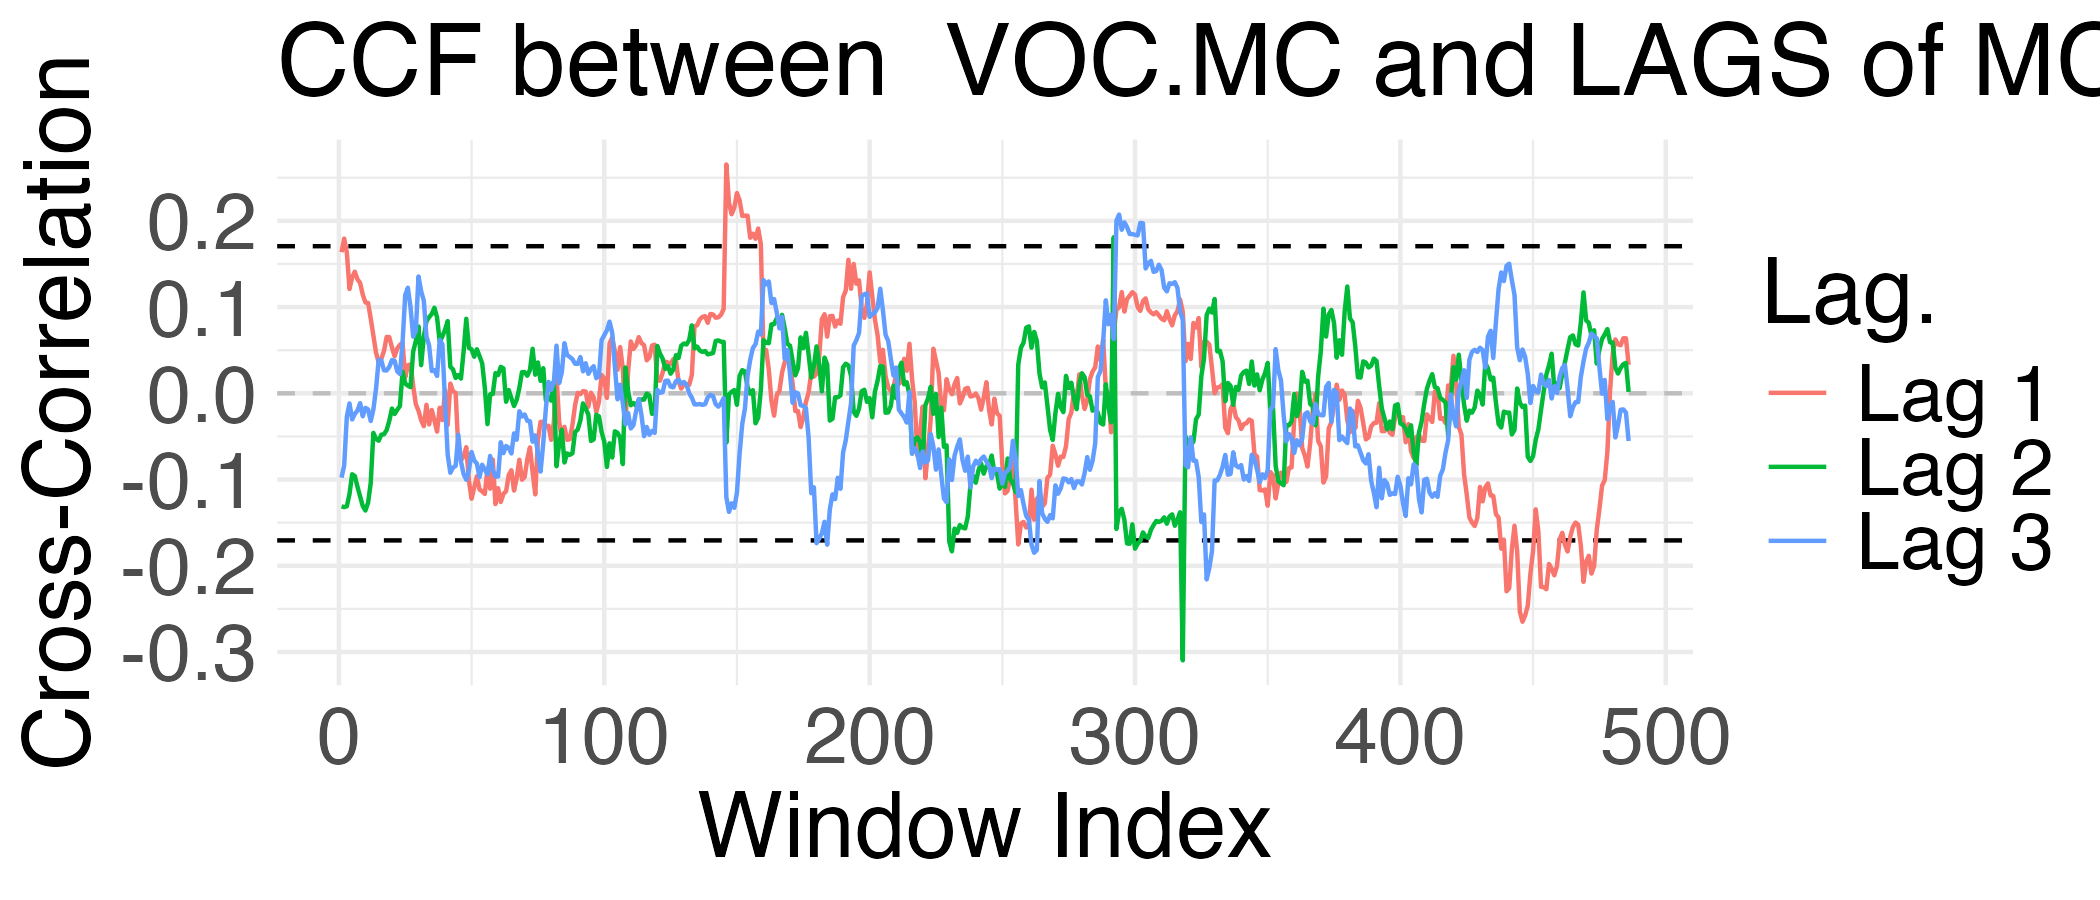 CCF between  VOC.MC and LAGS of MC
Cross-Correlation
0.2
0.1
0.0
-0.1
-0.2
-0.3
0 100 200 300 400 500
Window Index
Lag.
Lag 1
Lag 2
Lag 3